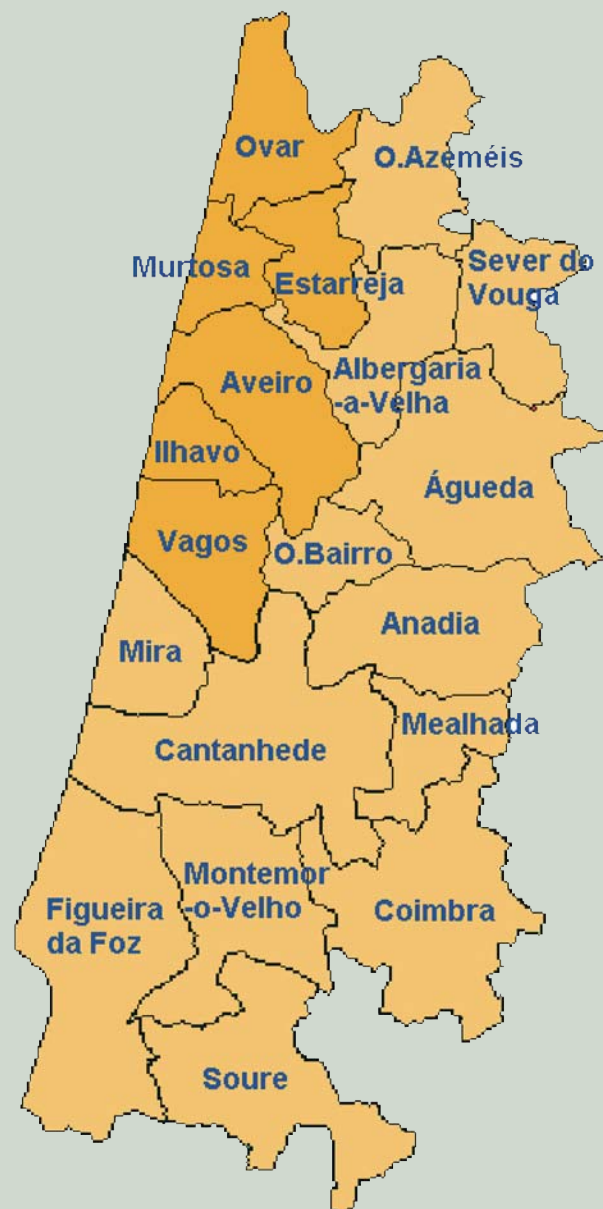 Ovar
O.Azeméis
Murtosa
Estarreja
Sever do
Vouga
Aveiro
Albergaria
-a-Velha
Ilhavo
Águeda
Vagos
O.Bairro
Anadia
Mira
Mealhada
Cantanhede
Montemor
-o-Velho
Figueira
da Foz
Coimbra
Soure